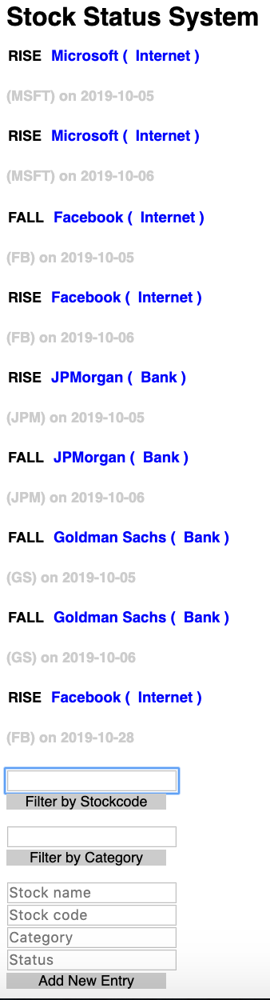 Stock Status System
RISE Microsoft ( Internet )
(MSFT) on 2019-10-05
RISE Microsoft ( Internet )
(MSFT) on 2019-10-06
FALL Facebook ( Internet )
(FB) on 2019-10-05
RISE Facebook ( Internet )
(FB) on 2019-10-06
RISE JPMorgan ( Bank )
(JPM) on 2019-10-05
FALL JPMorgan ( Bank )
(JPM) on 2019-10-06
FALL Goldman Sachs ( Bank )
(GS) on 2019-10-05
FALL Goldman Sachs ( Bank )
(GS) on 2019-10-06
RISE Facebook ( Internet )
(FB) on 2019-10-28
Filter by Stockcode
Filter by Category
Stock name
Stock code
Category
Status
Add New Entry